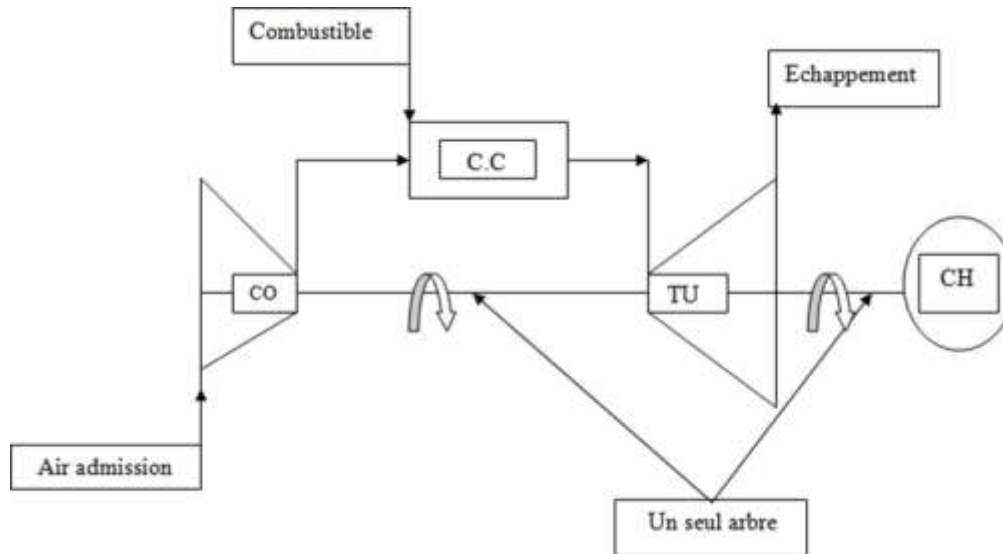 Combustible
Echappement
C.C
CO
TU
CH
Air admission
Un seul arbre